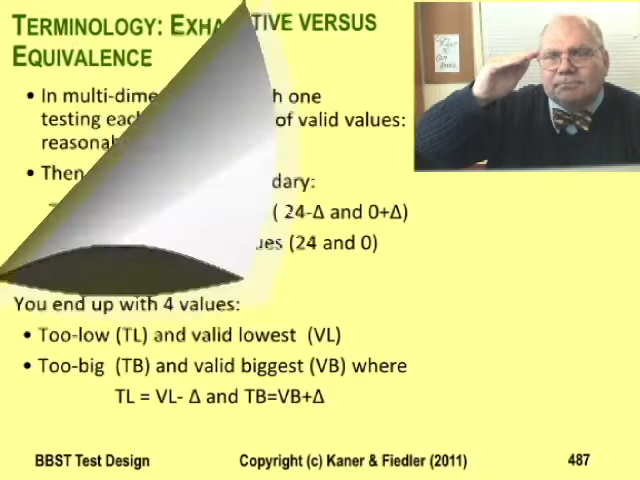 TERMINOLOGY: EXHA TIVE VERSUS
EQUIVALENCE
• In multi-dime h one
testing each of valid values:
reasonab
• Then dary:
( 24-Δ and 0+Δ)
ues (24 and 0)
You end up with 4 values:
• Too-low (TL) and valid lowest (VL)
• Too-big (TB) and valid biggest (VB) where
TL = VL- Δ and TB=VB+Δ
BBST Test Design Copyright (c) Kaner & Fiedler (2011) 487